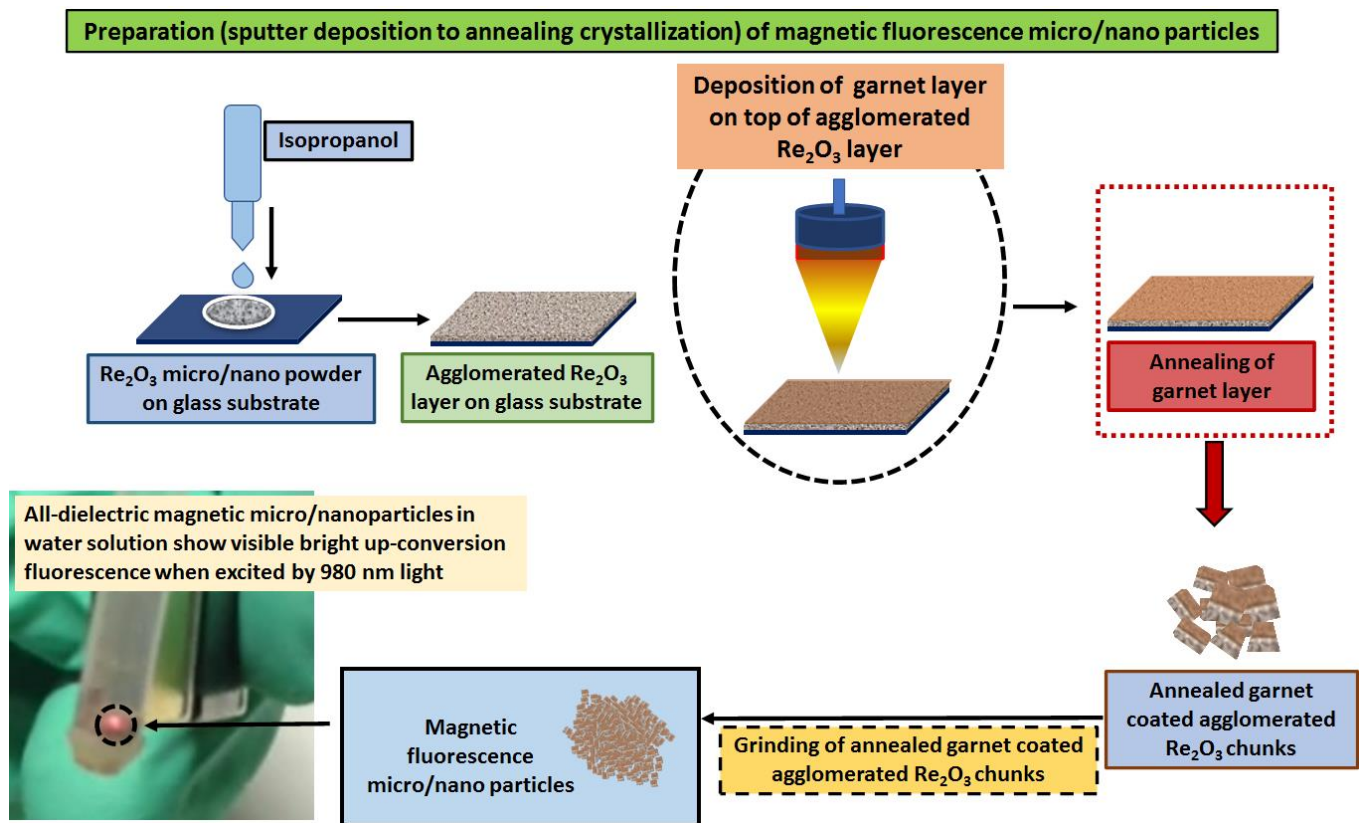 Preparation (sputter deposition to annealing crystallization) of magnetic fluorescence micro/nano particles
Isopropanol
Deposition of garnet layer
on top of agglomerated
Re₂O₃ layer
Re₂O₃ micro/nano powder
on glass substrate
Agglomerated Re₂O₃
layer on glass substrate
Annealing of
garnet layer
All-dielectric magnetic micro/nanoparticles in
water solution show visible bright up-conversion
fluorescence when excited by 980 nm light
Magnetic
fluorescence
micro/nano particles
Grinding of annealed garnet coated
agglomerated Re₂O₃ chunks
Annealed garnet
coated agglomerated
Re₂O₃ chunks